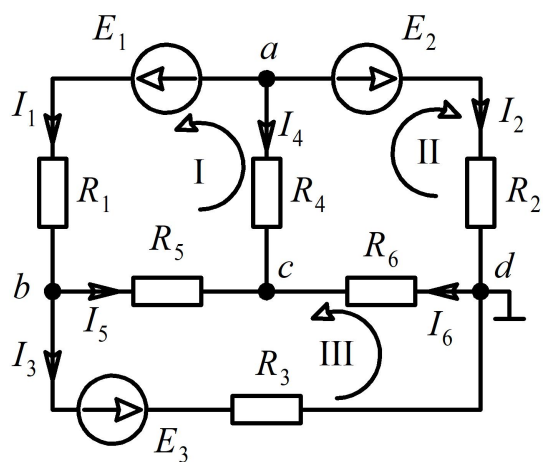 E1 a E2
I1 I4 I2
I II
R1 R4 R2
R5 c R6 d
b
I5 I6
I3
R3 III
E3